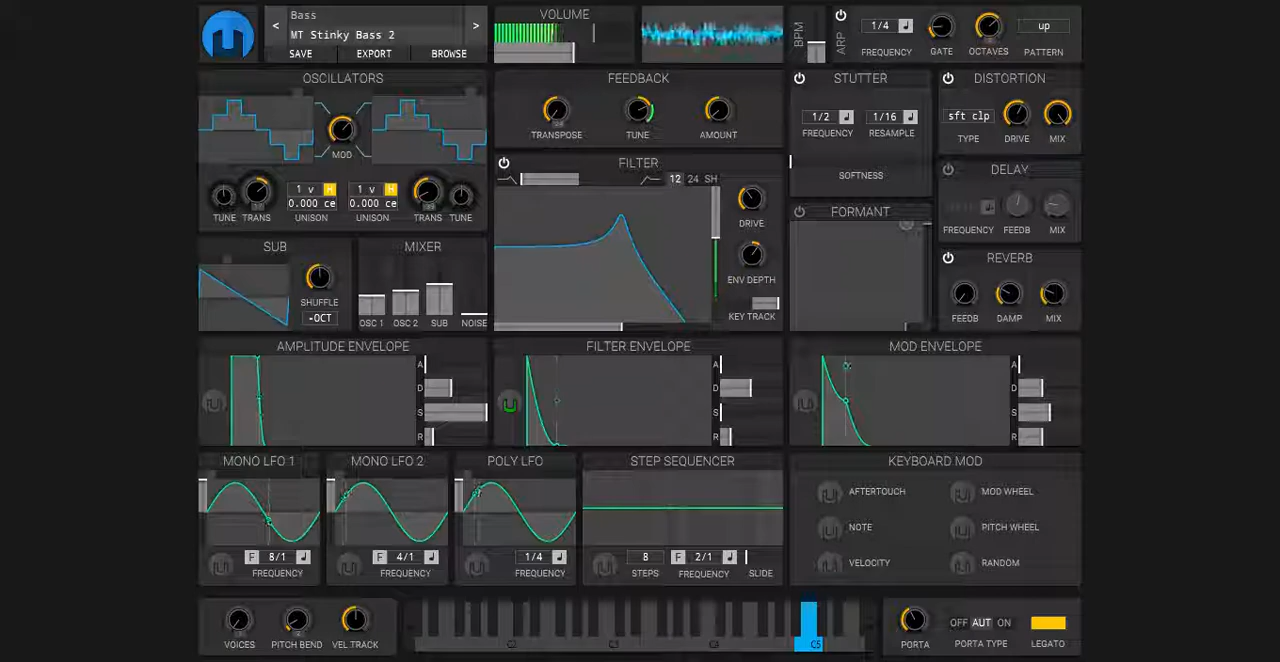 Bass
< MT Stinky Bass 2 >
SAVE EXPORT BROWSE
VOLUME
BPM
ARP
1/4
FREQUENCY GATE OCTAVES
up
PATTERN
OSCILLATORS
MOD
1 v H 1 v H
0.000 ce 0.000 ce
TUNE TRANS UNISON UNISON TRANS TUNE
FEEDBACK
TRANSPOSE TUNE AMOUNT
STUTTER
1/2 1/16
FREQUENCY RESAMPLE
SOFTNESS
DISTORTION
sft clp
TYPE DRIVE MIX
SUB
SHUFFLE
-OCT
MIXER
OSC 1 OSC 2 SUB NOISE
FILTER
12 24 SH
DRIVE
ENV DEPTH
KEY TRACK
FORMANT
DELAY
FREQUENCY FEEDB MIX
REVERB
FEEDB DAMP MIX
AMPLITUDE ENVELOPE
A
D
S
R
FILTER ENVELOPE
A
D
S
R
MOD ENVELOPE
A
D
S
R
MONO LFO 1
F 8/1
FREQUENCY
MONO LFO 2
F 4/1
FREQUENCY
POLY LFO
1/4
FREQUENCY
STEP SEQUENCER
8 F 2/1
STEPS FREQUENCY SLIDE
KEYBOARD MOD
AFTERTOUCH MOD WHEEL
NOTE PITCH WHEEL
VELOCITY RANDOM
VOICES PITCH BEND VEL TRACK
C5
PORTA
OFF AUT ON
PORTA TYPE
LEGATO